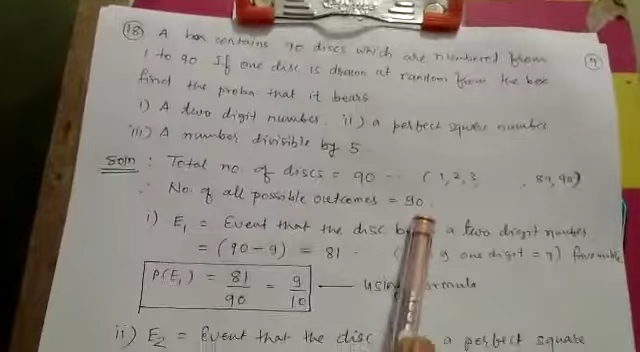 (18) A box contains 90 discs which are numbered from (9)
1 to 90 If one disc is drawn at random from the box
find the proba that it bears
i) A two digit number. ii) a perfect square number
iii) A number divisible by 5.
Soln : Total no. of discs = 90 -- (1, 2, 3 , 89, 90)
∴ No. of all possible outcomes = 90.
i) E₁ = Event that the disc a two digit number.
= (90 - 9) = 81 - one digit = 9)
P(E₁) = 81/90 = 9/10 using
ii) E₂ = Event that the disc a perfect square